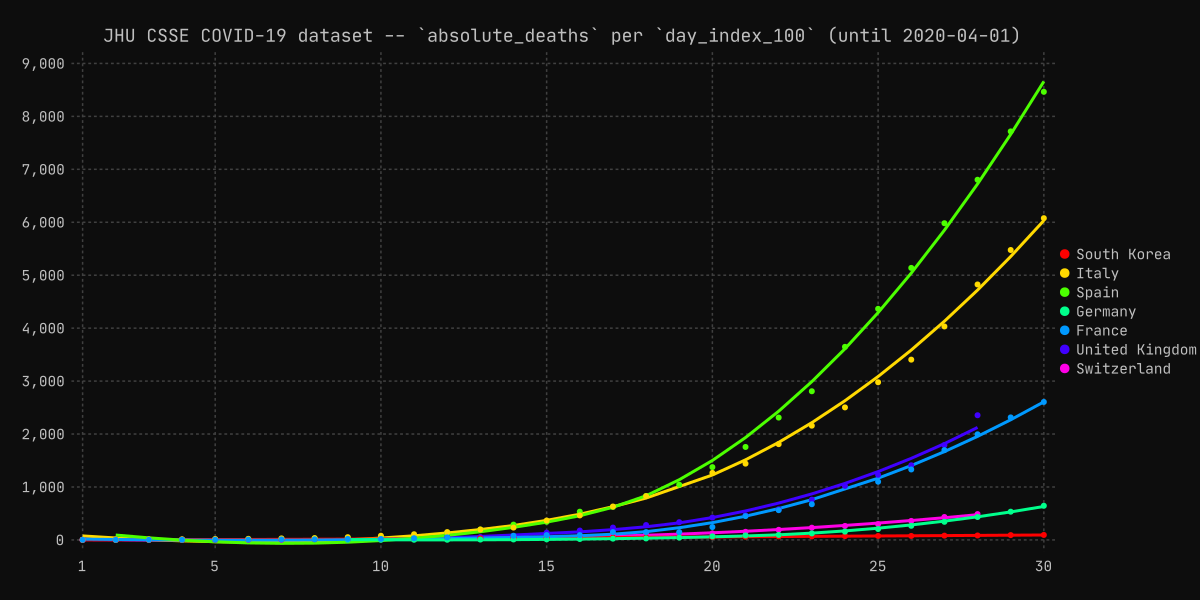 JHU CSSE COVID-19 dataset -- `absolute_deaths` per `day_index_100` (until 2020-04-01)
9,000
8,000
7,000
6,000
5,000
4,000
3,000
2,000
1,000
0
1 5 10 15 20 25 30
South Korea
Italy
Spain
Germany
France
United Kingdom
Switzerland